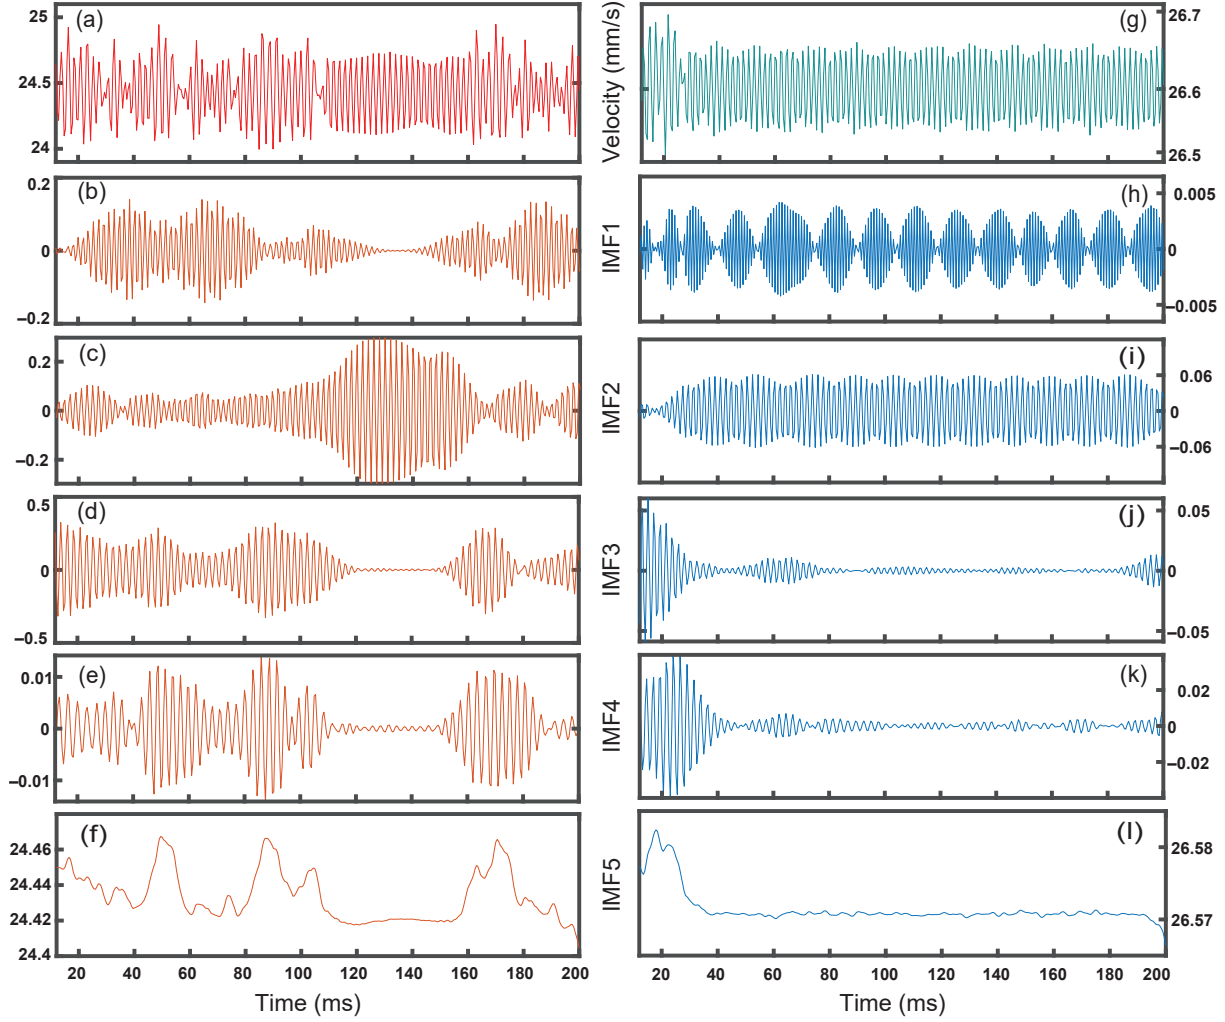 (a)
25
24.5
24
(g)
Velocity (mm/s)
26.7
26.6
26.5
(b)
0.2
0
–0.2
(h)
IMF1
0.005
0
–0.005
(c)
0.2
0
–0.2
(i)
IMF2
0.06
0
–0.06
(d)
0.5
0
–0.5
(j)
IMF3
0.05
0
–0.05
(e)
0.01
0
–0.01
(k)
IMF4
0.02
0
–0.02
(f)
24.46
24.44
24.42
24.4
(l)
IMF5
26.58
26.57
20 40 60 80 100 120 140 160 180 200
Time (ms)
20 40 60 80 100 120 140 160 180 200
Time (ms)